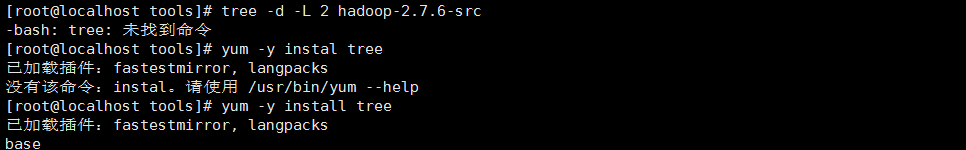 [root@localhost tools]# tree -d -L 2 hadoop-2.7.6-src
-bash: tree: 未找到命令
[root@localhost tools]# yum -y instal tree
已加载插件：fastestmirror, langpacks
没有该命令：instal。请使用 /usr/bin/yum --help
[root@localhost tools]# yum -y install tree
已加载插件：fastestmirror, langpacks
base